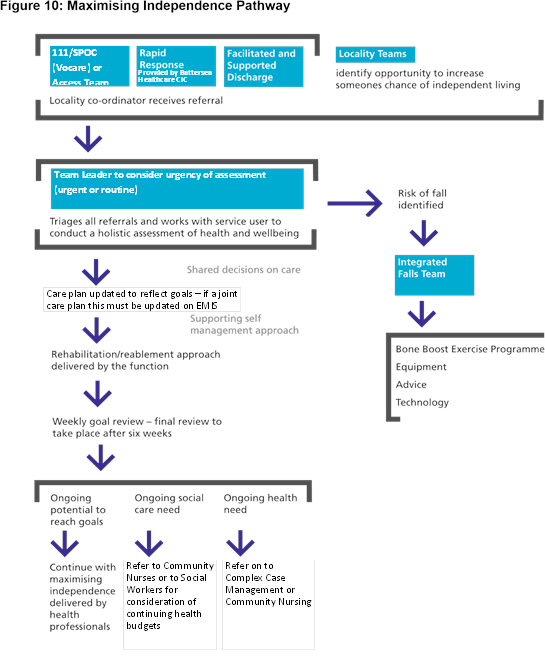 Figure 10: Maximising Independence Pathway
111/SPOC
(Vocare) or
Access Team
Rapid
Response
Provided by Battersea
Healthcare CIC
Facilitated and
Supported
Discharge
Locality Teams
identify opportunity to increase
someones chance of independent living
Locality co-ordinator receives referral
Team Leader to consider urgency of assessment
(urgent or routine)
Triages all referrals and works with service user to
conduct a holistic assessment of health and wellbeing
Risk of fall
identified
Integrated
Falls Team
Bone Boost Exercise Programme
Equipment
Advice
Technology
Shared decisions on care
Care plan updated to reflect goals – if a joint
care plan this must be updated on EMIS
Supporting self
management approach
Rehabilitation/reablement approach
delivered by the function
Weekly goal review – final review to
take place after six weeks
Ongoing
potential to
reach goals
Ongoing social
care need
Ongoing health
need
Continue with
maximising
independence
delivered by
health
professionals
Refer to Community
Nurses or to Social
Workers for
consideration of
continuing health
budgets
Refer on to
Complex Case
Management or
Community Nursing